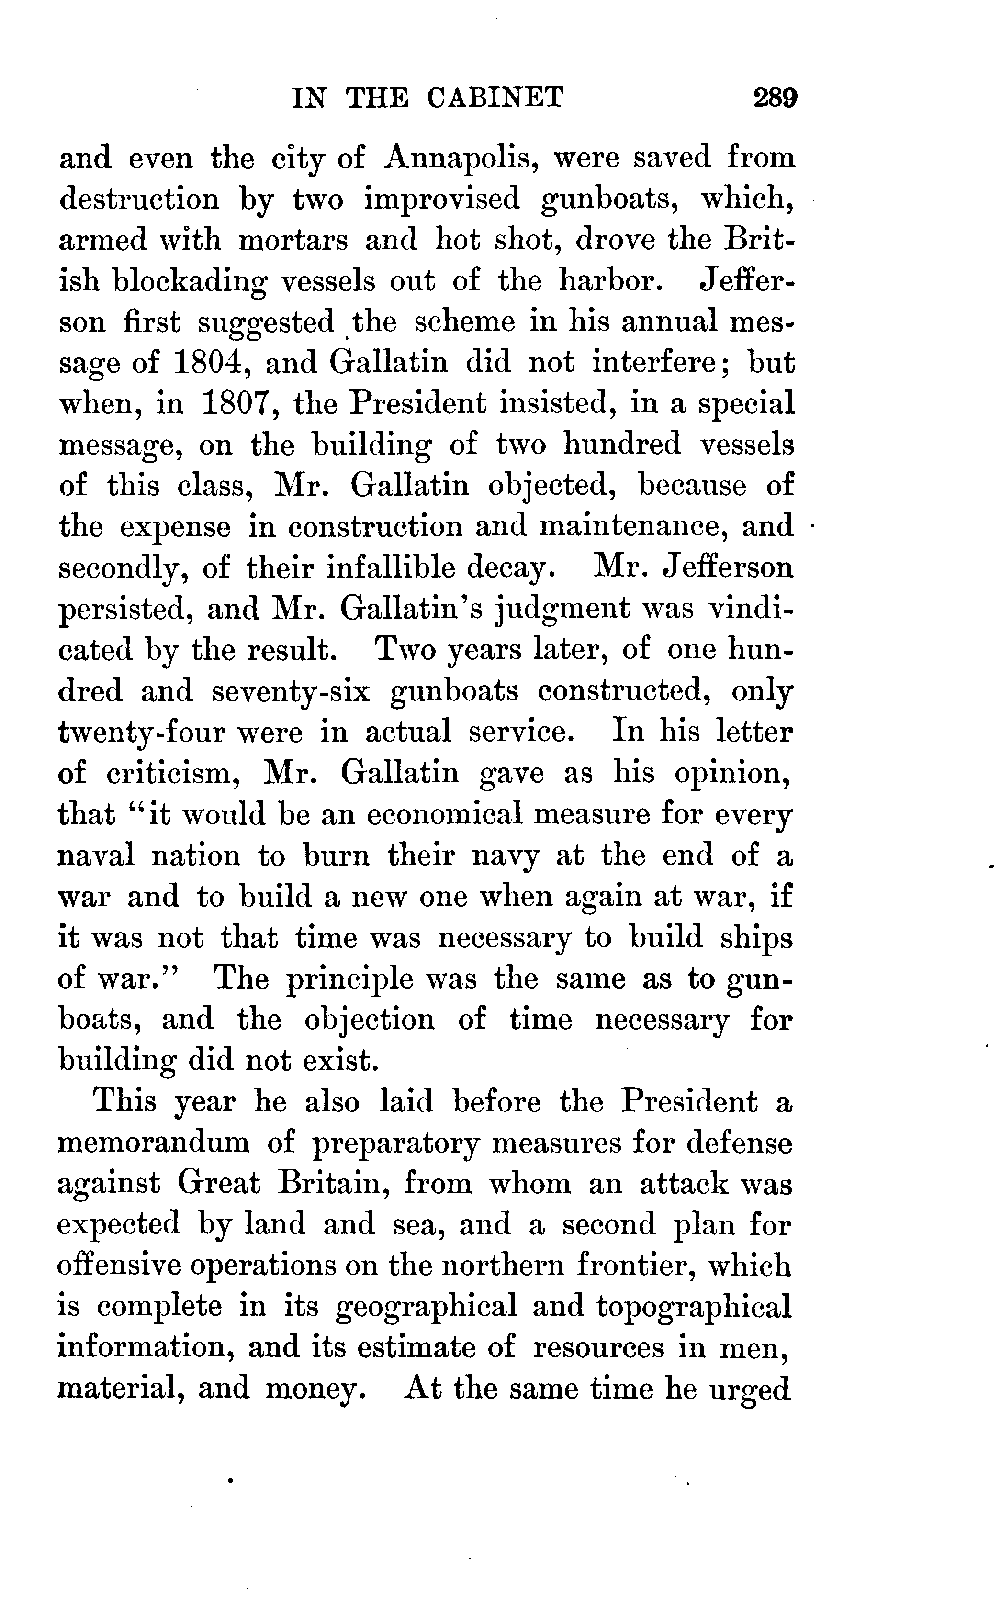 IN THE CABINET 289
and even the city of Annapolis, were saved from
destruction by two improvised gunboats, which,
armed with mortars and hot shot, drove the Brit-
ish blockading vessels out of the harbor. Jeffer-
son first suggested the scheme in his annual mes-
sage of 1804, and Gallatin did not interfere; but
when, in 1807, the President insisted, in a special
message, on the building of two hundred vessels
of this class, Mr. Gallatin objected, because of
the expense in construction and maintenance, and
secondly, of their infallible decay. Mr. Jefferson
persisted, and Mr. Gallatin's judgment was vindi-
cated by the result. Two years later, of one hun-
dred and seventy-six gunboats constructed, only
twenty-four were in actual service. In his letter
of criticism, Mr. Gallatin gave as his opinion,
that "it would be an economical measure for every
naval nation to burn their navy at the end of a
war and to build a new one when again at war, if
it was not that time was necessary to build ships
of war." The principle was the same as to gun-
boats, and the objection of time necessary for
building did not exist.
This year he also laid before the President a
memorandum of preparatory measures for defense
against Great Britain, from whom an attack was
expected by land and sea, and a second plan for
offensive operations on the northern frontier, which
is complete in its geographical and topographical
information, and its estimate of resources in men,
material, and money. At the same time he urged